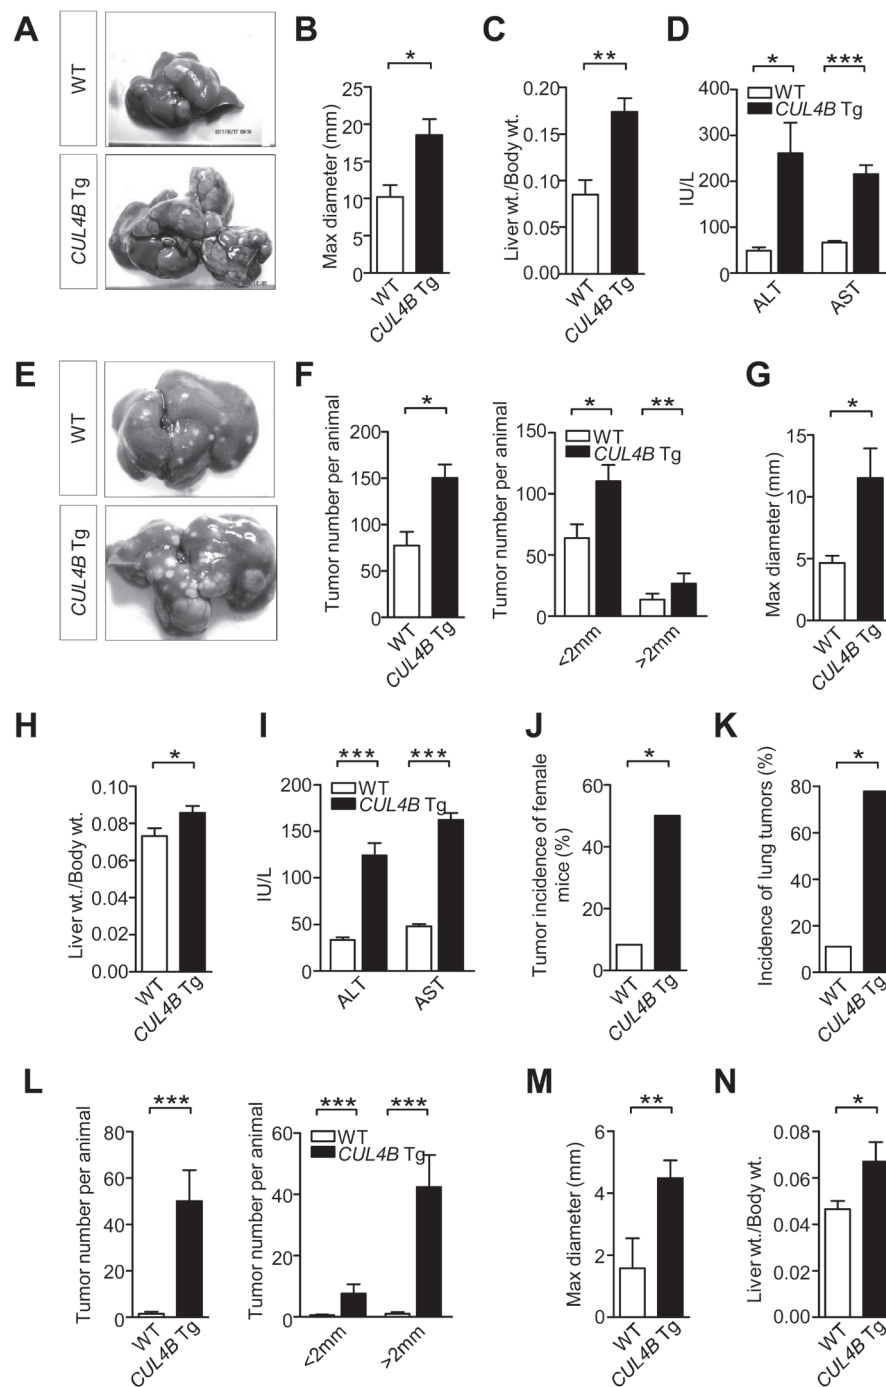 A
WT
CUL4B Tg
B
*
Max diameter (mm)
25
20
15
10
5
0
WT
CUL4B Tg
C
**
Liver wt./Body wt.
0.20
0.15
0.10
0.05
0.00
WT
CUL4B Tg
D
*
***
WT
CUL4B Tg
IU/L
400
300
200
100
0
ALT
AST
E
WT
CUL4B Tg
F
*
Tumor number per animal
200
150
100
50
0
WT
CUL4B Tg
*
**
WT
CUL4B Tg
Tumor number per animal
150
100
50
0
<2mm
>2mm
G
*
Max diameter (mm)
15
10
5
0
WT
CUL4B Tg
H
*
Liver wt./Body wt.
0.10
0.08
0.06
0.04
0.02
0.00
WT
CUL4B Tg
I
***
***
WT
CUL4B Tg
IU/L
200
150
100
50
0
ALT
AST
J
*
Tumor incidence of female
mice (%)
60
40
20
0
WT
CUL4B Tg
K
*
Incidence of lung tumors (%)
80
60
40
20
0
WT
CUL4B Tg
L
***
Tumor number per animal
80
60
40
20
0
WT
CUL4B Tg
***
***
WT
CUL4B Tg
Tumor number per animal
60
40
20
0
<2mm
>2mm
M
**
Max diameter (mm)
6
4
2
0
WT
CUL4B Tg
N
*
Liver wt./Body wt.
0.08
0.06
0.04
0.02
0.00
WT
CUL4B Tg